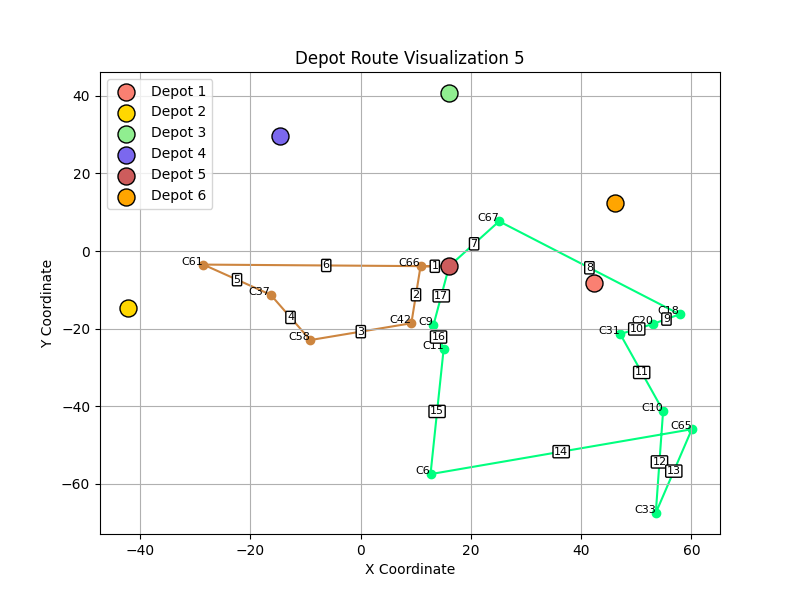 Depot Route Visualization 5
Depot 1
Depot 2
Depot 3
Depot 4
Depot 5
Depot 6
Y Coordinate
40
20
0
−20
−40
−60
−40
−20
0
20
40
60
X Coordinate
C67
7
C61
6
C66
1
8
5
C37
2
17
C18
4
C42
C9
C20
9
C58
3
16
C31
10
C11
11
15
C10
C65
14
C6
12
13
C33